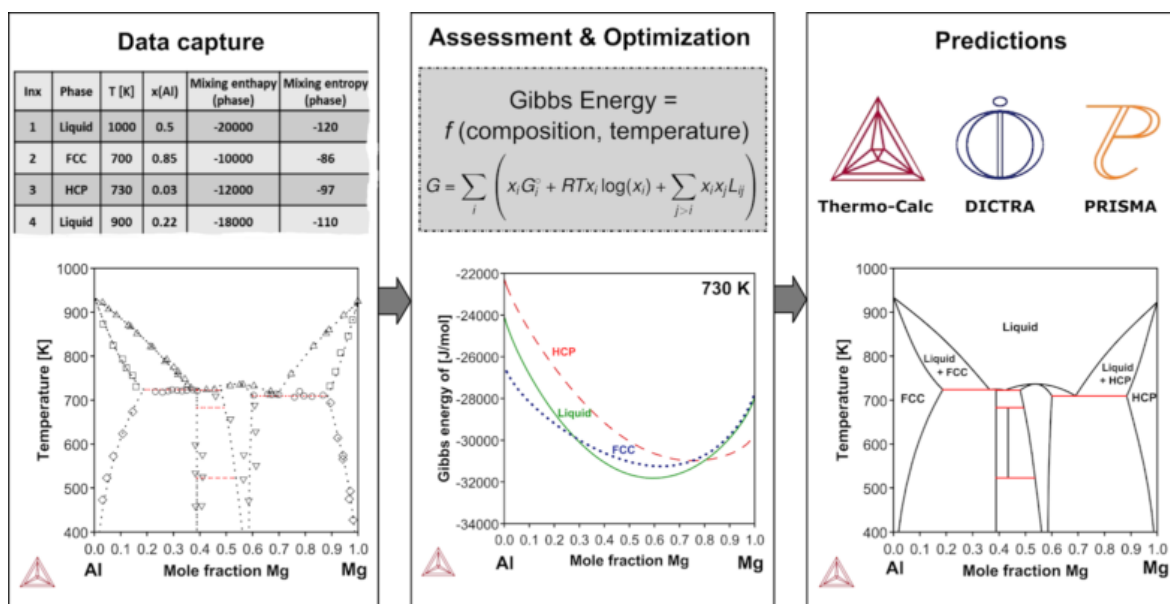 Data capture
Inx Phase T [K] x(Al) Mixing enthapy (phase) Mixing entropy (phase)
1 Liquid 1000 0.5 -20000 -120
2 FCC 700 0.85 -10000 -86
3 HCP 730 0.03 -12000 -97
4 Liquid 900 0.22 -18000 -110
1000
900
800
700
600
500
400
Temperature [K]
0.0 0.1 0.2 0.3 0.4 0.5 0.6 0.7 0.8 0.9 1.0
Al Mole fraction Mg Mg
Assessment & Optimization
Gibbs Energy =
f (composition, temperature)
G = ∑i ( xiG°i + RTxi log(xi) + ∑j>i xixjLij )
730 K
-22000
-24000
-26000
-28000
-30000
-32000
-34000
Gibbs energy of [J/mol]
HCP
Liquid
FCC
0.0 0.1 0.2 0.3 0.4 0.5 0.6 0.7 0.8 0.9 1.0
Al Mole fraction Mg Mg
Predictions
Thermo-Calc DICTRA PRISMA
1000
900
800
700
600
500
400
Temperature [K]
Liquid
Liquid
+ FCC
Liquid
+ HCP
FCC
HCP
0.0 0.1 0.2 0.3 0.4 0.5 0.6 0.7 0.8 0.9 1.0
Al Mole fraction Mg Mg